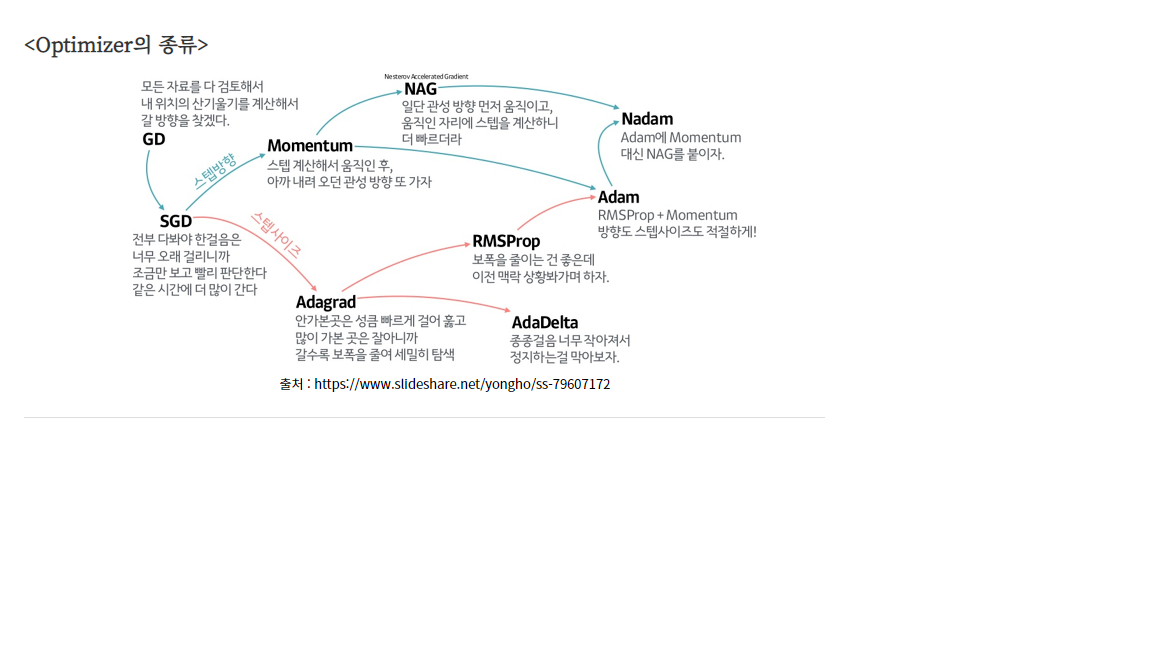 <Optimizer의 종류>
모든 자료를 다 검토해서
내 위치의 산기울기를 계산해서
갈 방향을 찾겠다.
GD
스텝방향
SGD
전부 다봐야 한걸음은
너무 오래 걸리니까
조금만 보고 빨리 판단한다
같은 시간에 더 많이 간다
Momentum
스텝 계산해서 움직인 후,
아까 내려 오던 관성 방향 또 가자
Nesterov Accelerated Gradient
NAG
일단 관성 방향 먼저 움직이고,
움직인 자리에 스텝을 계산하니
더 빠르더라
Nadam
Adam에 Momentum
대신 NAG를 붙이자.
Adam
RMSProp + Momentum
방향도 스텝사이즈도 적절하게!
스텝사이즈
RMSProp
보폭을 줄이는 건 좋은데
이전 맥락 상황봐가며 하자.
Adagrad
안가본곳은 성큼 빠르게 걸어 훓고
많이 가본 곳은 잘아니까
갈수록 보폭을 줄여 세밀히 탐색
AdaDelta
종종걸음 너무 작아져서
정지하는걸 막아보자.
출처 : https://www.slideshare.net/yongho/ss-79607172